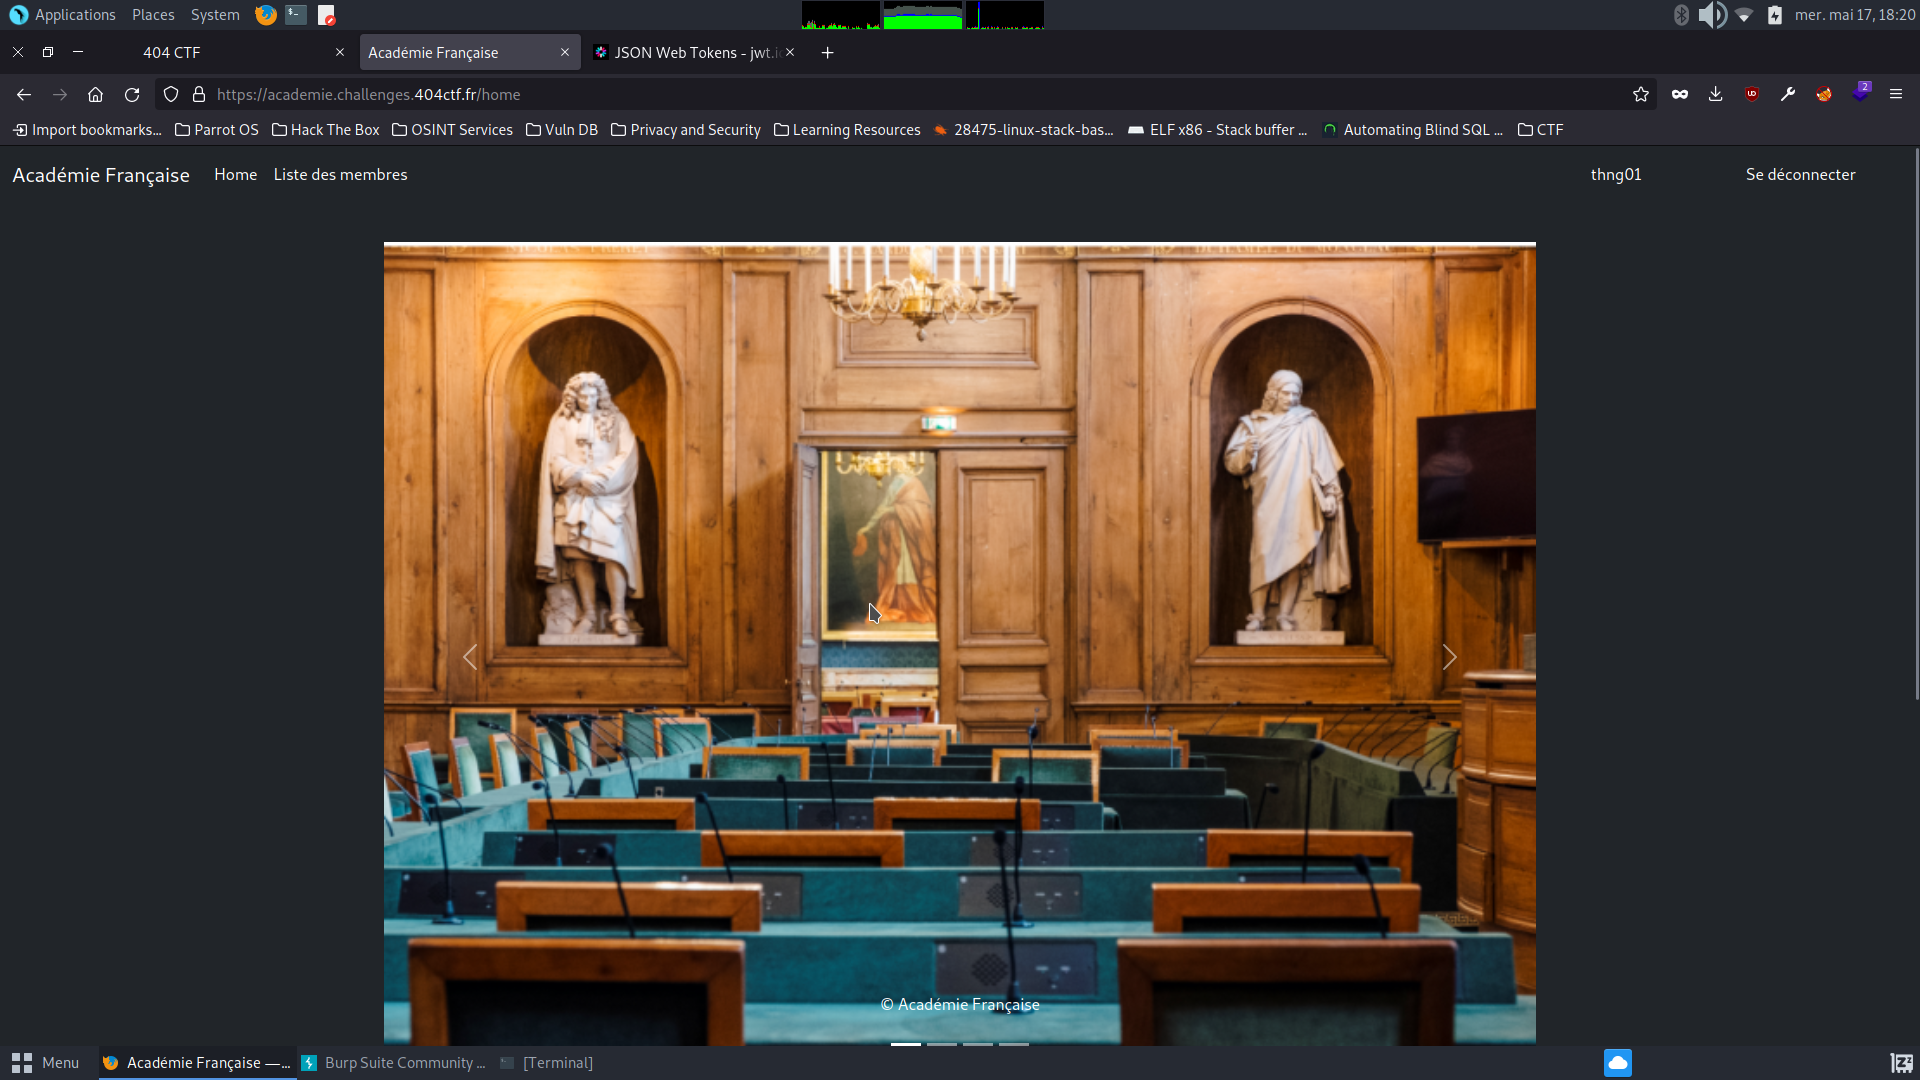 Applications Places System mer. mai 17, 18:20
404 CTF Académie Française JSON Web Tokens - jwt.i
https://academie.challenges.404ctf.fr/home 2
Import bookmarks... Parrot OS Hack The Box OSINT Services Vuln DB Privacy and Security Learning Resources 28475-linux-stack-bas... ELF x86 - Stack buffer ... Automating Blind SQL ... CTF
Académie Française Home Liste des membres thng01 Se déconnecter
© Académie Française
Menu Académie Française —... Burp Suite Community ... [Terminal]